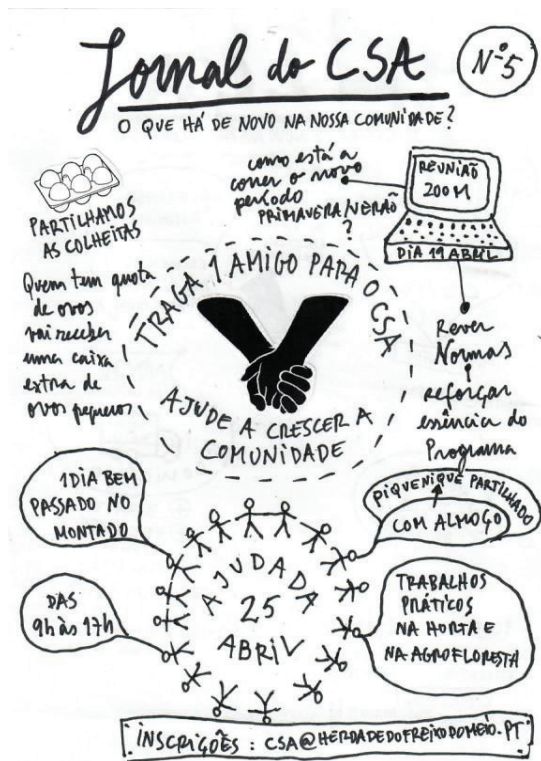 Jornal do CSA
Nº5
O QUE HÁ DE NOVO NA NOSSA COMUNIDADE?
PARTILHAMOS
AS COLHEITAS
Quem tem quota
de ovos
vai receber
uma caixa
extra de
ovos pequenos
como está a
correr o novo
período
PRIMAVERA/VERÃO
?
REUNIÃO
ZOOM
DIA 19 ABRIL
Rever
Normas
reforçar
essência do
Programa
TRAGA 1 AMIGO PARA O CSA
AJUDE A CRESCER A
COMUNIDADE
1 DIA BEM
PASSADO NO
MONTADO
DAS
9h às 17h
AJUDADA
25
ABRIL
PIQUENIQUE PARTILHADO
COM ALMOÇO
TRABALHOS
PRÁTICOS
NA HORTA E
NA AGROFLORESTA
INSCRIÇÕES : CSA@HERDADEDOFREIXODOMEIO.PT